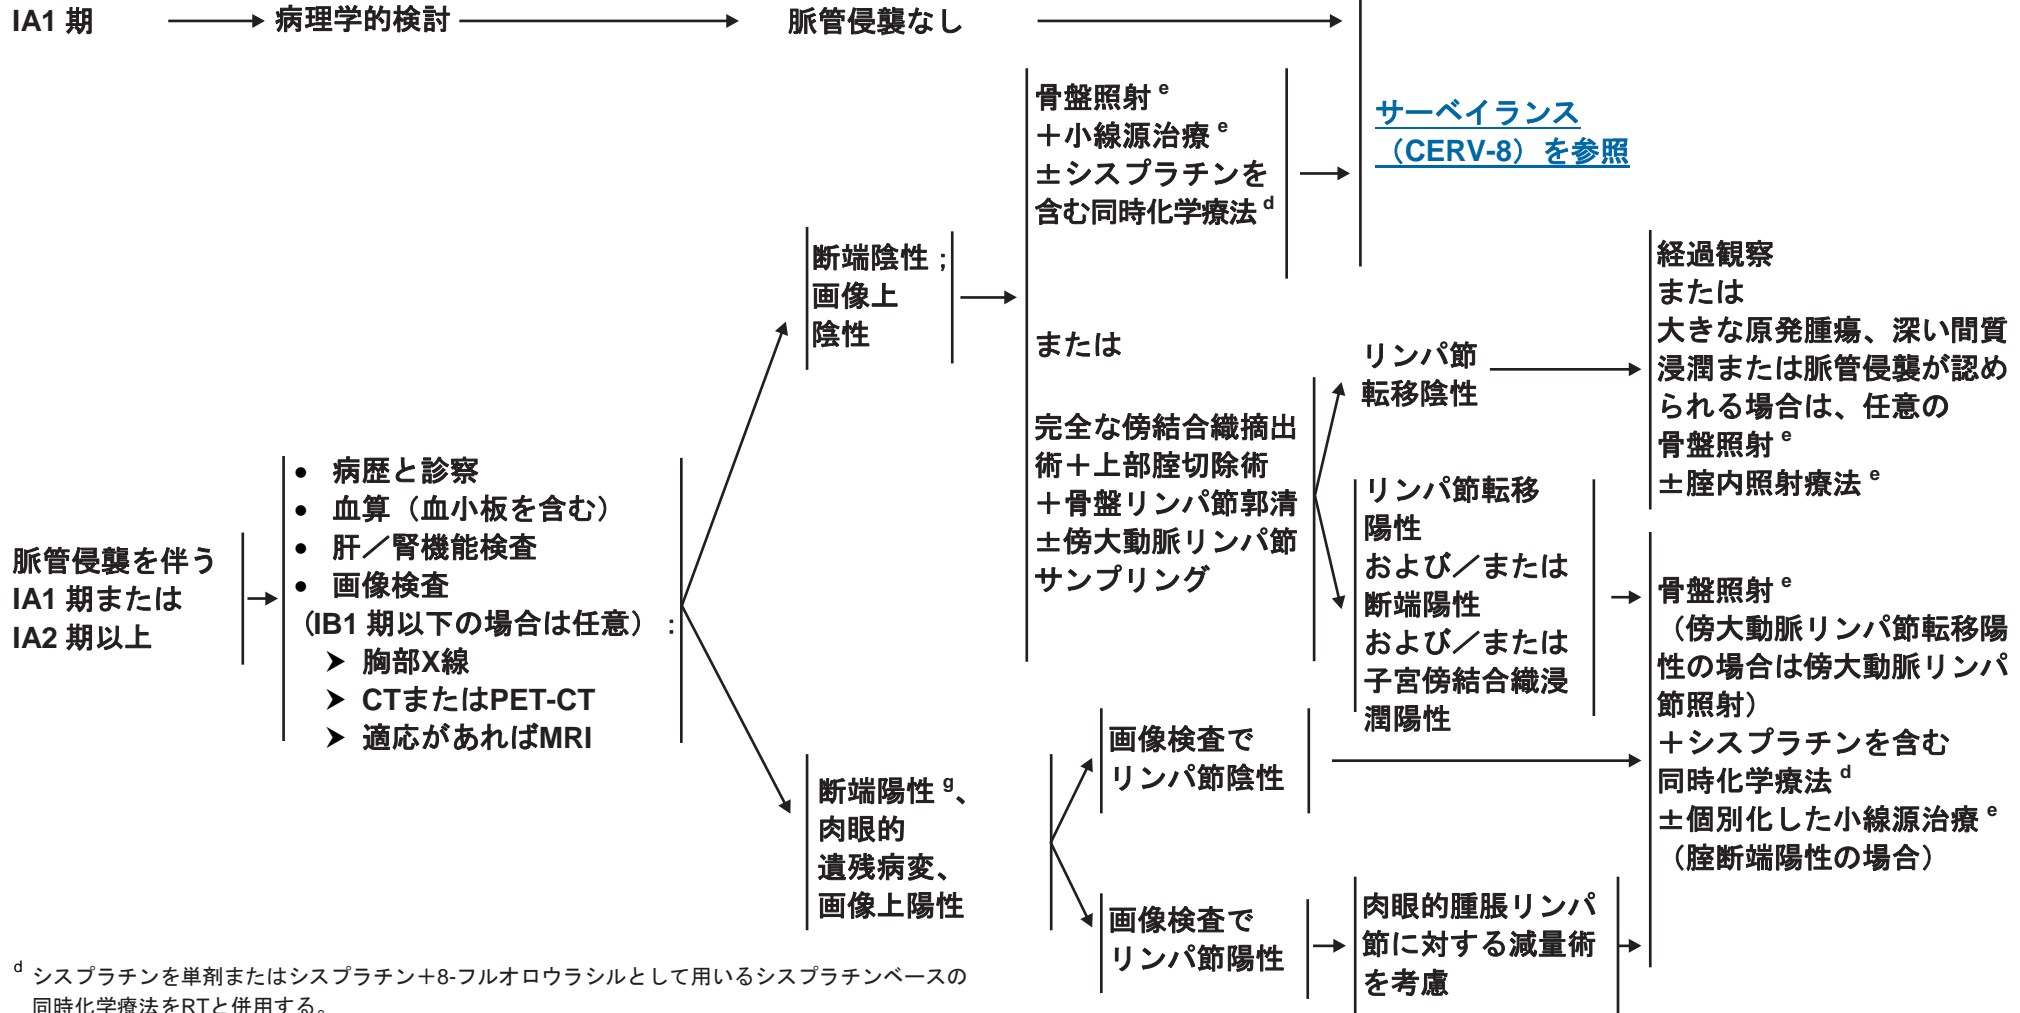 IA1 期
病理学的検討
脈管侵襲なし
骨盤照射 e
＋小線源治療 e
±シスプラチンを
含む同時化学療法 d
サーベイランス
（CERV-8）を参照
断端陰性；
画像上
陰性
または
完全な傍結合織摘出
術＋上部腟切除術
＋骨盤リンパ節郭清
±傍大動脈リンパ節
サンプリング
リンパ節
転移陰性
経過観察
または
大きな原発腫瘍、深い間質
浸潤または脈管侵襲が認め
られる場合は、任意の
骨盤照射 e
±腟内照射療法 e
脈管侵襲を伴う
IA1 期または
IA2 期以上
• 病歴と診察
• 血算（血小板を含む）
• 肝／腎機能検査
• 画像検査
（IB1 期以下の場合は任意）：
➤ 胸部X線
➤ CTまたはPET-CT
➤ 適応があればMRI
リンパ節転移
陽性
および／または
断端陽性
および／または
子宮傍結合織浸
潤陽性
骨盤照射 e
（傍大動脈リンパ節転移陽
性の場合は傍大動脈リンパ
節照射）
＋シスプラチンを含む
同時化学療法 d
±個別化した小線源治療 e
（腟断端陽性の場合）
断端陽性 g、
肉眼的
遺残病変、
画像上陽性
画像検査で
リンパ節陰性
画像検査で
リンパ節陽性
肉眼的腫脹リンパ
節に対する減量術
を考慮
d シスプラチンを単剤またはシスプラチン＋8-フルオロウラシルとして用いるシスプラチンベースの
同時化学療法をRTと併用する。